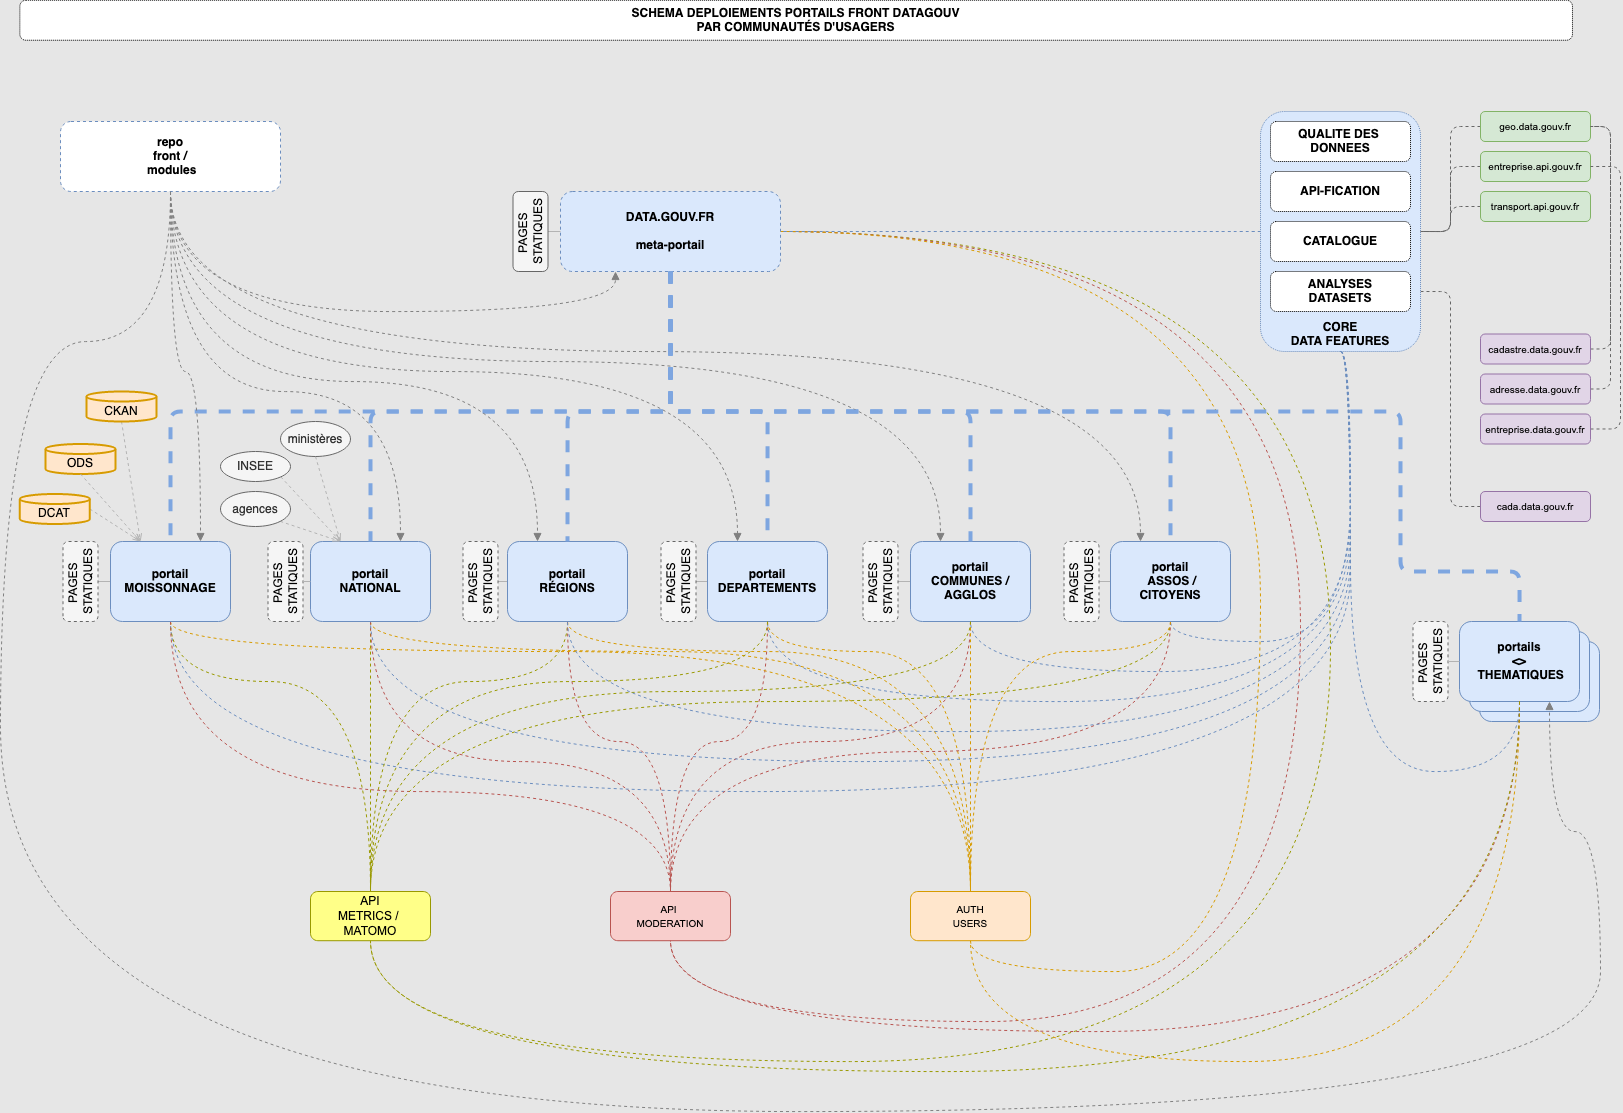 SCHEMA DEPLOIEMENTS PORTAILS FRONT DATAGOUV
PAR COMMUNAUTÉS D'USAGERS
repo
front /
modules
PAGES
STATIQUES
DATA.GOUV.FR
meta-portail
QUALITE DES
DONNEES
API-FICATION
CATALOGUE
ANALYSES
DATASETS
CORE
DATA FEATURES
geo.data.gouv.fr
entreprise.api.gouv.fr
transport.api.gouv.fr
cadastre.data.gouv.fr
adresse.data.gouv.fr
entreprise.data.gouv.fr
cada.data.gouv.fr
CKAN
ODS
DCAT
ministères
INSEE
agences
PAGES
STATIQUES
portail
MOISSONNAGE
PAGES
STATIQUES
portail
NATIONAL
PAGES
STATIQUES
portail
RÉGIONS
PAGES
STATIQUES
portail
DEPARTEMENTS
PAGES
STATIQUES
portail
COMMUNES /
AGGLOS
PAGES
STATIQUES
portail
ASSOS /
CITOYENS
PAGES
STATIQUES
portails
<>
THEMATIQUES
API
METRICS /
MATOMO
API
MODERATION
AUTH
USERS